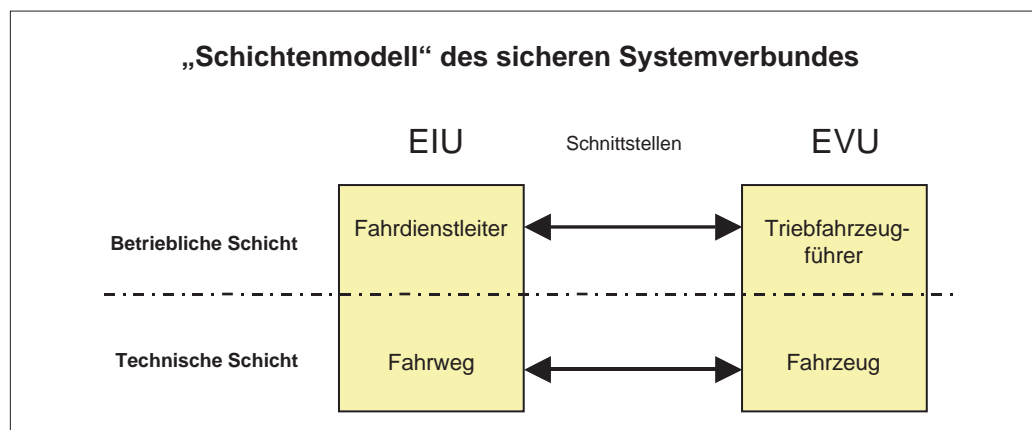 „Schichtenmodell“ des sicheren Systemverbundes
EIU
Schnittstellen
EVU
Betriebliche Schicht
Fahrdienstleiter
Triebfahrzeug-
führer
Technische Schicht
Fahrweg
Fahrzeug